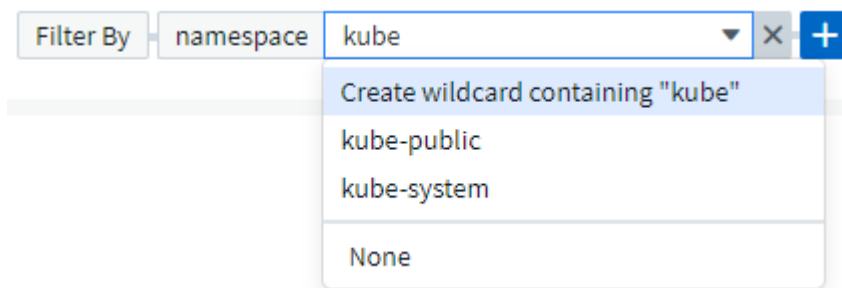 Filter By namespace kube
Create wildcard containing "kube"
kube-public
kube-system
None